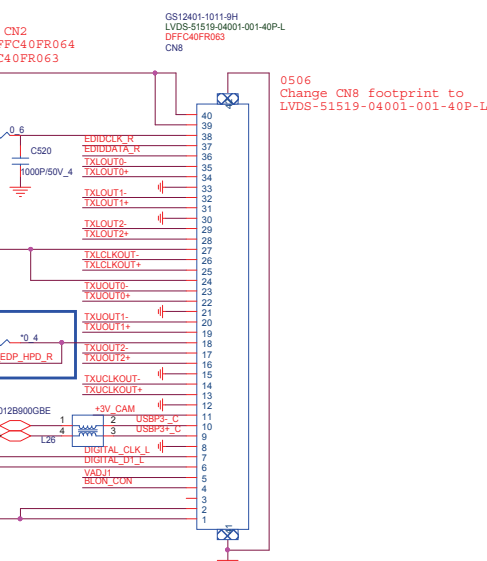 GS12401-1011-9H
LVDS-51519-04001-001-40P-L
DFFC40FR063
CN8
CN2
FFC40FR064
C40FR063
0506
Change CN8 footprint to
LVDS-51519-04001-001-40P-L
40
39
0_6
38
EDIDCLK_R
37
EDIDDATA_R
36
C520
TXLOUT0-
35
1000P/50V_4
TXLOUT0+
34
33
TXLOUT1-
32
TXLOUT1+
31
30
TXLOUT2-
29
TXLOUT2+
28
27
TXLCLKOUT-
26
TXLCLKOUT+
25
24
TXUOUT0-
23
TXUOUT0+
22
21
TXUOUT1-
20
TXUOUT1+
19
*0_4
18
EDP_HPD_R
TXUOUT2-
17
TXUOUT2+
16
15
TXUCLKOUT-
14
TXUCLKOUT+
13
12
012B900GBE
+3V_CAM
11
1
2
USBP3-_C
10
4
3
USBP3+_C
9
L26
8
DIGITAL_CLK_L
7
DIGITAL_D1_L
6
VADJ1
5
BLON_CON
4
3
2
1